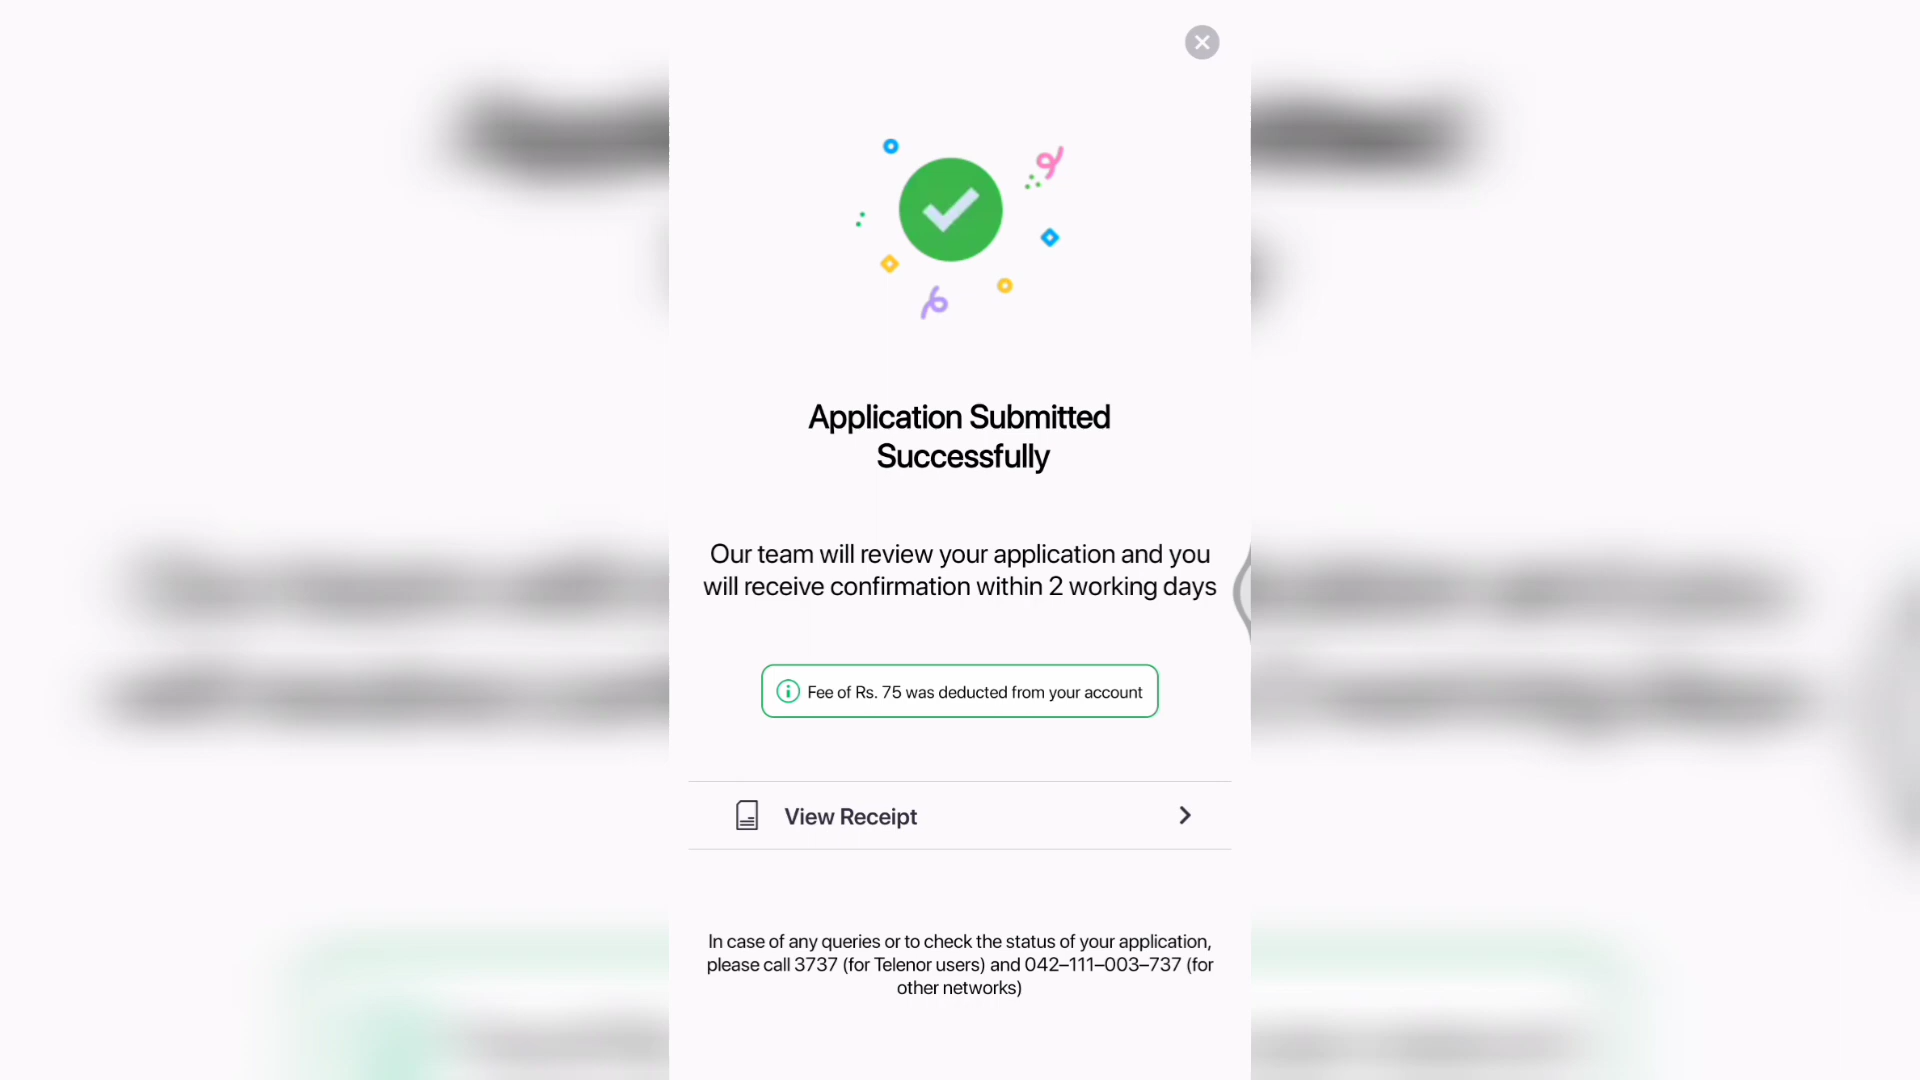 Application Submitted
Successfully
Our team will review your application and you
will receive confirmation within 2 working days
Fee of Rs. 75 was deducted from your account
View Receipt
In case of any queries or to check the status of your application,
please call 3737 (for Telenor users) and 042–111–003–737 (for
other networks)